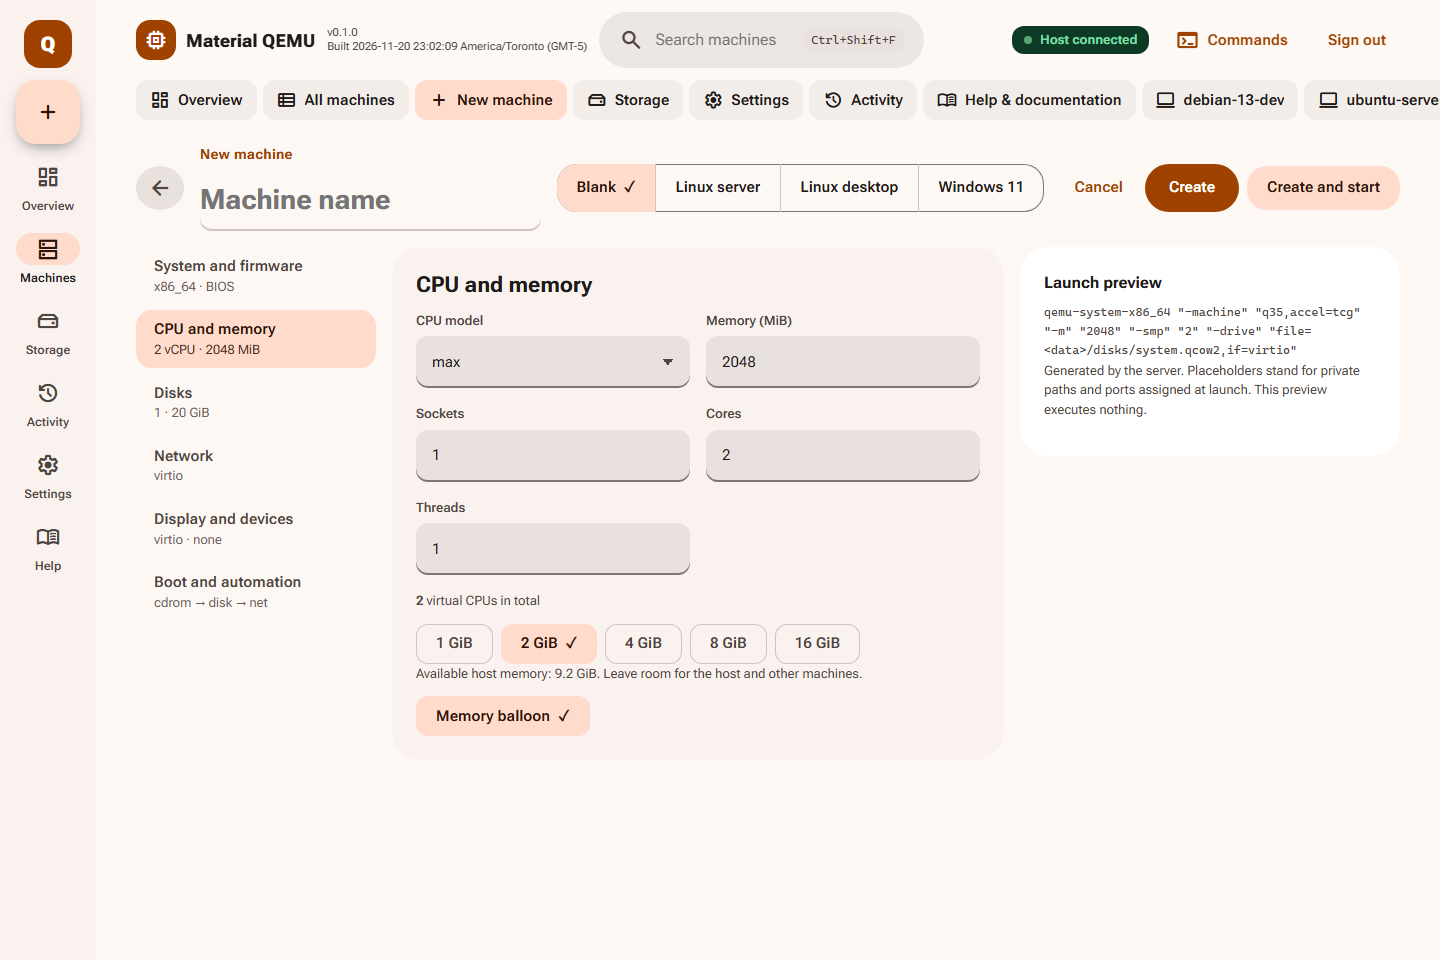 Q
Material QEMU
v0.1.0
Built 2026-11-20 23:02:09 America/Toronto (GMT-5)
Search machines
Ctrl+Shift+F
Host connected
Commands
Sign out
Overview
All machines
New machine
Storage
Settings
Activity
Help & documentation
debian-13-dev
ubuntu-serve
Overview
Machines
Storage
Activity
Settings
Help
New machine
Machine name
Blank ✓
Linux server
Linux desktop
Windows 11
Cancel
Create
Create and start
System and firmware
x86_64 · BIOS
CPU and memory
2 vCPU · 2048 MiB
Disks
1 · 20 GiB
Network
virtio
Display and devices
virtio · none
Boot and automation
cdrom → disk → net
CPU and memory
CPU model
max
Memory (MiB)
2048
Sockets
1
Cores
2
Threads
1
2 virtual CPUs in total
1 GiB
2 GiB ✓
4 GiB
8 GiB
16 GiB
Available host memory: 9.2 GiB. Leave room for the host and other machines.
Memory balloon ✓
Launch preview
qemu-system-x86_64 "-machine" "q35,accel=tcg"
"-m" "2048" "-smp" "2" "-drive" "file=
<data>/disks/system.qcow2,if=virtio"
Generated by the server. Placeholders stand for private
paths and ports assigned at launch. This preview
executes nothing.